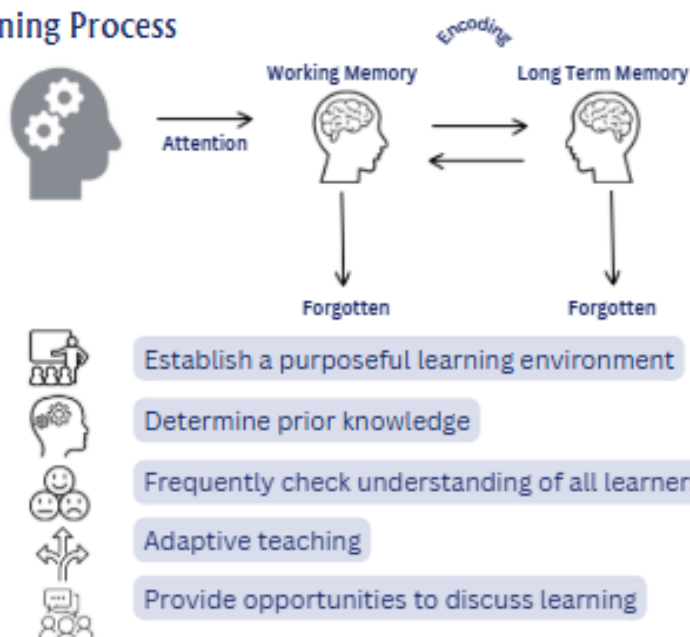 ning Process
Encoding
Working Memory
Long Term Memory
Attention
Forgotten
Forgotten
Establish a purposeful learning environment
Determine prior knowledge
Frequently check understanding of all learner
Adaptive teaching
Provide opportunities to discuss learning